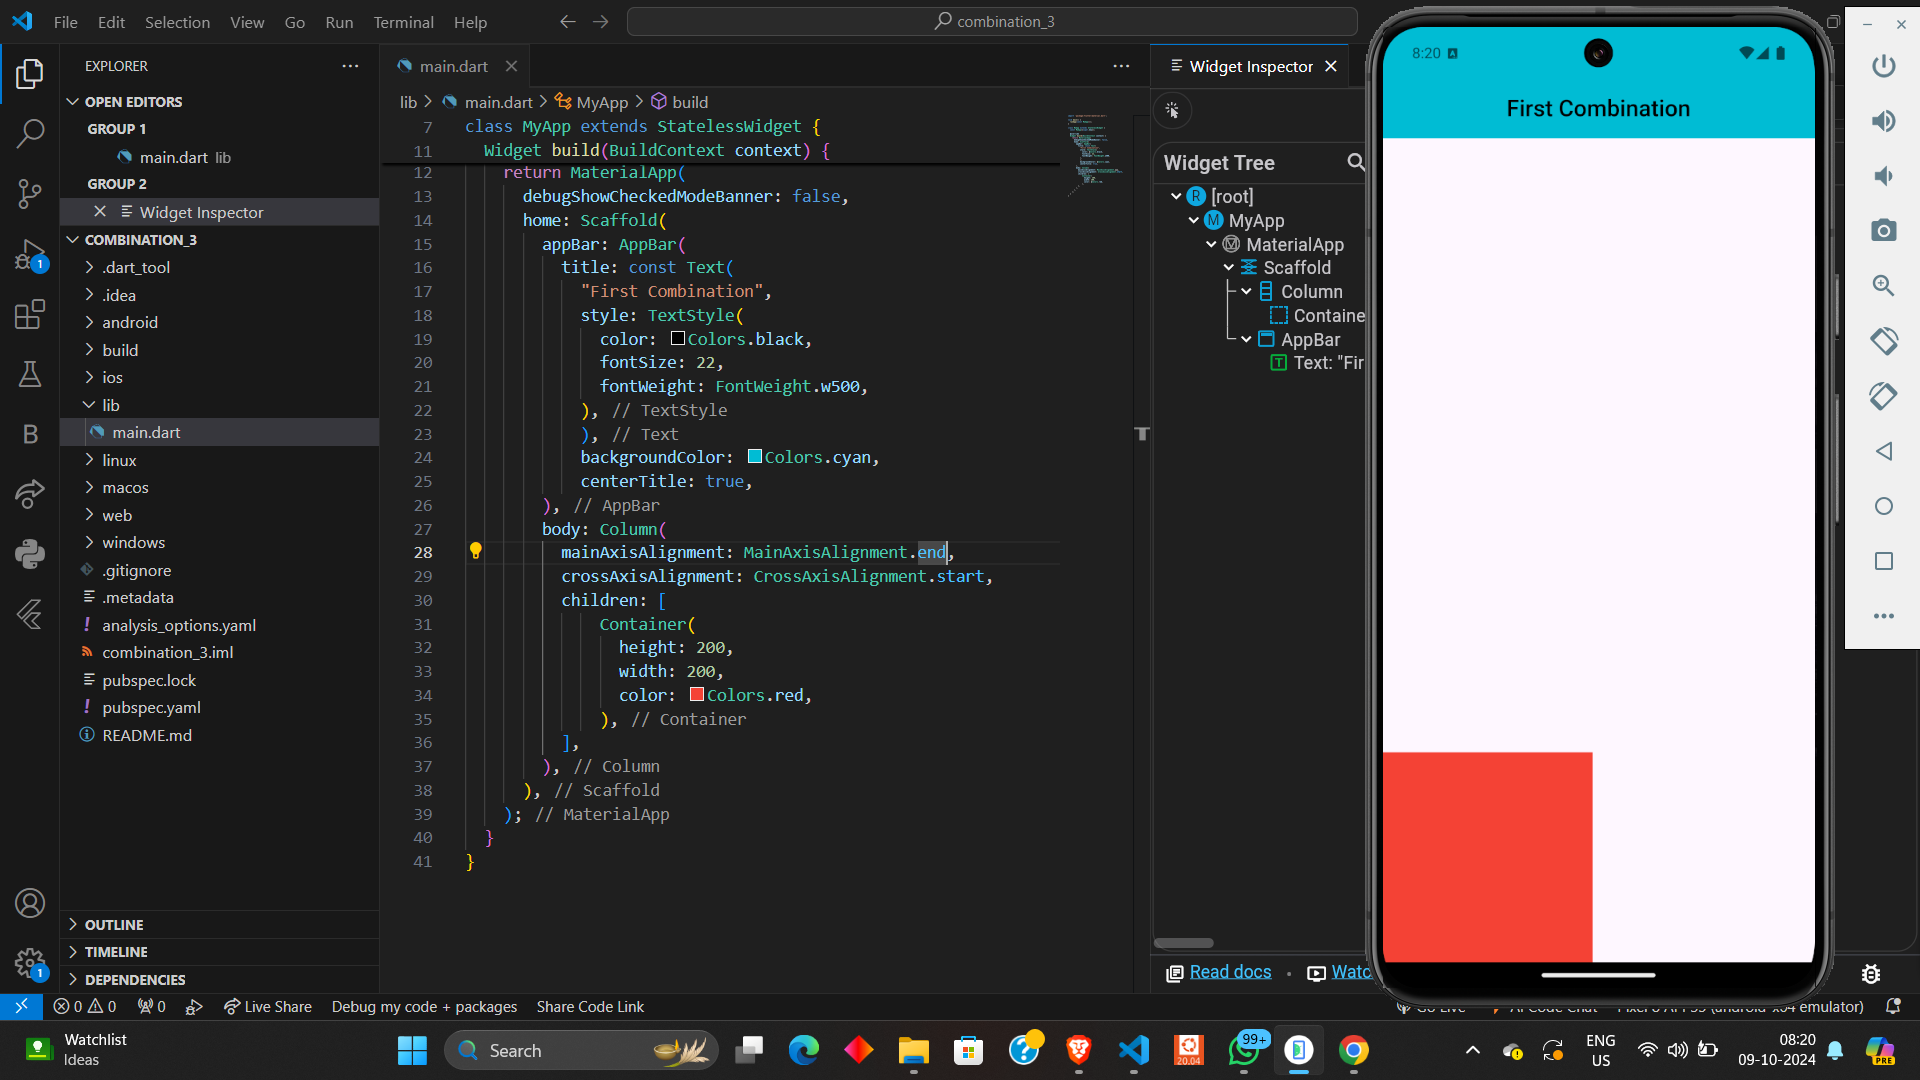 File Edit Selection View Go Run Terminal Help
combination_3
EXPLORER
OPEN EDITORS
GROUP 1
main.dart lib
GROUP 2
Widget Inspector
COMBINATION_3
.dart_tool
.idea
android
build
ios
lib
main.dart
linux
macos
web
windows
.gitignore
.metadata
analysis_options.yaml
combination_3.iml
pubspec.lock
pubspec.yaml
README.md
OUTLINE
TIMELINE
DEPENDENCIES
main.dart
lib > main.dart > MyApp > build
7 class MyApp extends StatelessWidget {
11 Widget build(BuildContext context) {
12 return MaterialApp(
13 debugShowCheckedModeBanner: false,
14 home: Scaffold(
15 appBar: AppBar(
16 title: const Text(
17 "First Combination",
18 style: TextStyle(
19 color: Colors.black,
20 fontSize: 22,
21 fontWeight: FontWeight.w500,
22 ), // TextStyle
23 ), // Text
24 backgroundColor: Colors.cyan,
25 centerTitle: true,
26 ), // AppBar
27 body: Column(
28 mainAxisAlignment: MainAxisAlignment.end,
29 crossAxisAlignment: CrossAxisAlignment.start,
30 children: [
31 Container(
32 height: 200,
33 width: 200,
34 color: Colors.red,
35 ), // Container
36 ],
37 ), // Column
38 ), // Scaffold
39 ); // MaterialApp
40 }
41 }
Widget Inspector
Widget Tree
[root]
MyApp
MaterialApp
Scaffold
Column
Containe
AppBar
Text: "Fir
Read docs • Watc
8:20
First Combination
0 0 0 Live Share Debug my code + packages Share Code Link
Watchlist
Ideas
Search
20.04
99+
ENG
US
08:20
09-10-2024
PRE